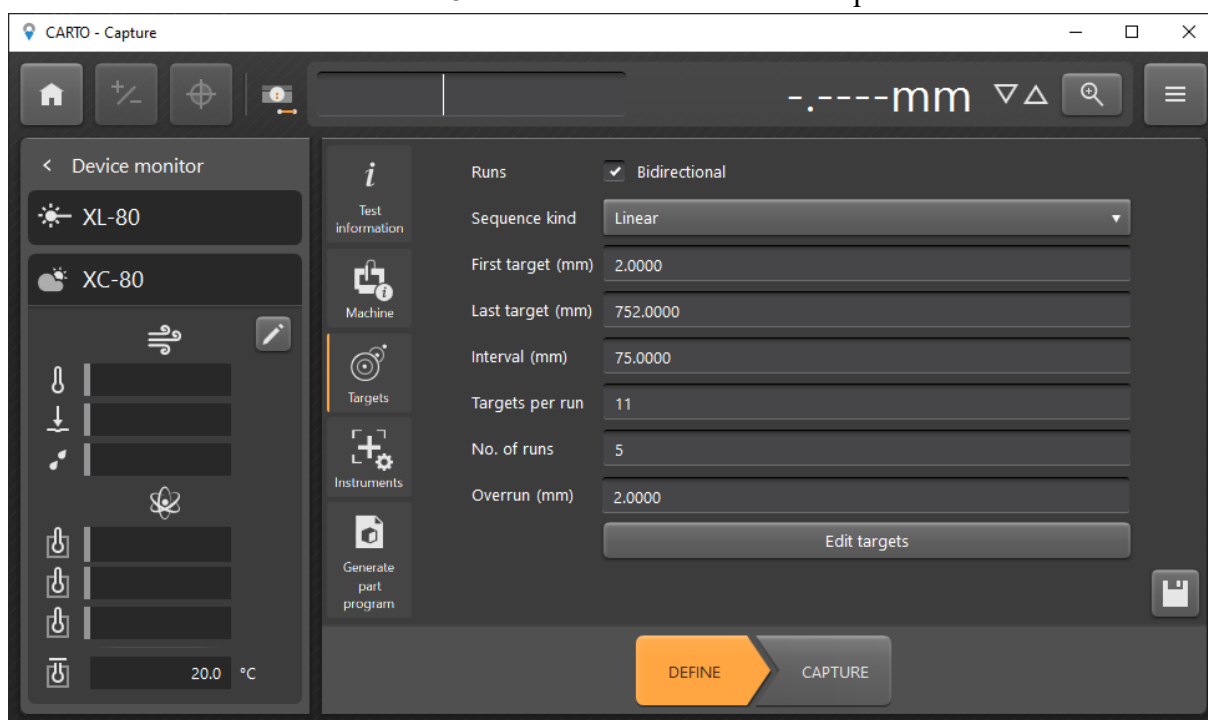 CARTO - Capture
+/-
-.----mm
< Device monitor
XL-80
XC-80
20.0 °C
i
Test
information
Machine
Targets
Instruments
Generate
part
program
Runs Bidirectional
Sequence kind Linear
First target (mm) 2.0000
Last target (mm) 752.0000
Interval (mm) 75.0000
Targets per run 11
No. of runs 5
Overrun (mm) 2.0000
Edit targets
DEFINE CAPTURE